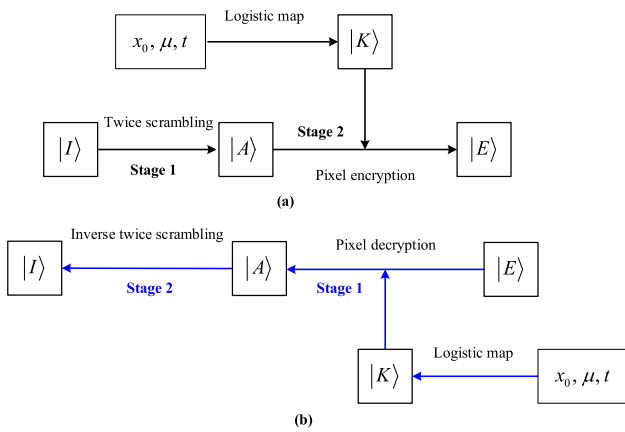 Logistic map
x₀, μ, t
|K⟩
Twice scrambling
Stage 2
|I⟩
|A⟩
|E⟩
Stage 1
Pixel encryption
(a)
Inverse twice scrambling
Pixel decryption
|I⟩
|A⟩
|E⟩
Stage 2
Stage 1
Logistic map
|K⟩
x₀, μ, t
(b)